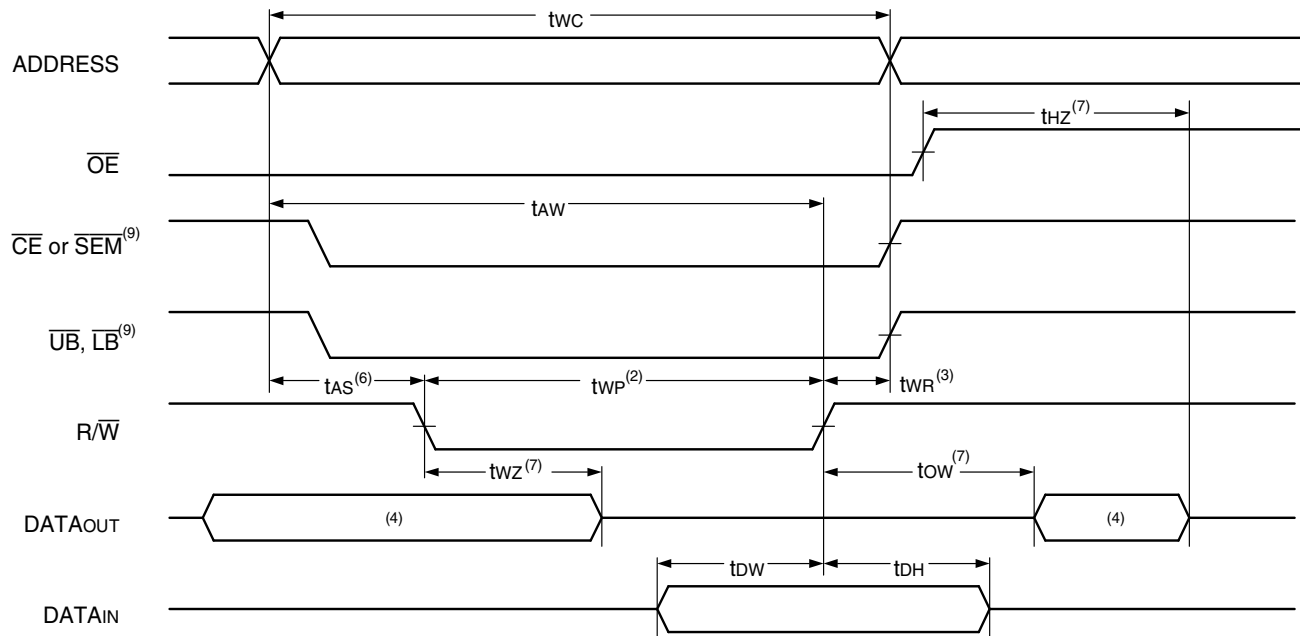 tWC
ADDRESS
tHZ(7)
OE
tAW
CE or SEM(9)
UB, LB(9)
tAS(6) tWP(2) tWR(3)
R/W
tWZ(7) tOW(7)
DATAOUT (4) (4)
tDW tDH
DATAIN